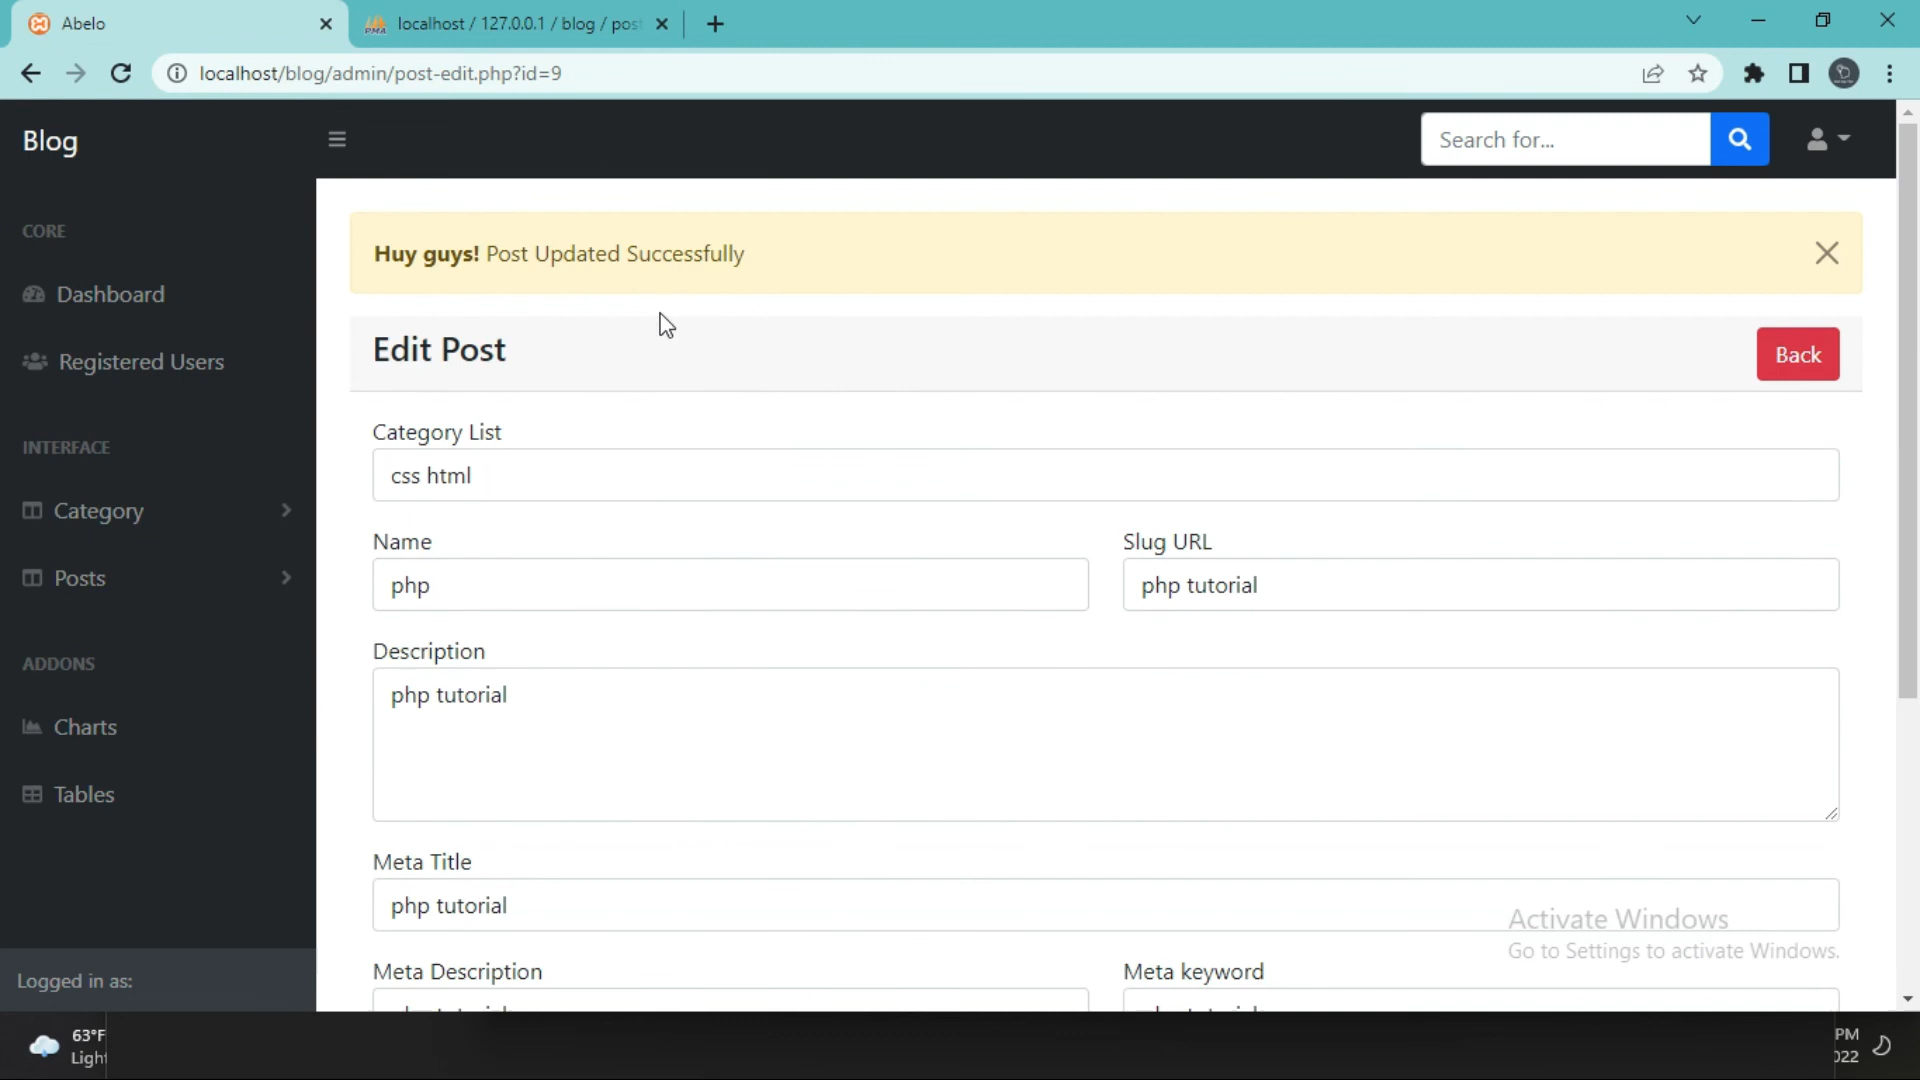 Abelo
localhost / 127.0.0.1 / blog / post
localhost/blog/admin/post-edit.php?id=9
Blog
Search for...
CORE
Dashboard
Registered Users
INTERFACE
Category
Posts
ADDONS
Charts
Tables
Logged in as:
Huy guys! Post Updated Successfully
Edit Post
Back
Category List
css html
Name
php
Slug URL
php tutorial
Description
php tutorial
Meta Title
php tutorial
Activate Windows
Go to Settings to activate Windows.
Meta Description
Meta keyword
63°F
Light
PM
022